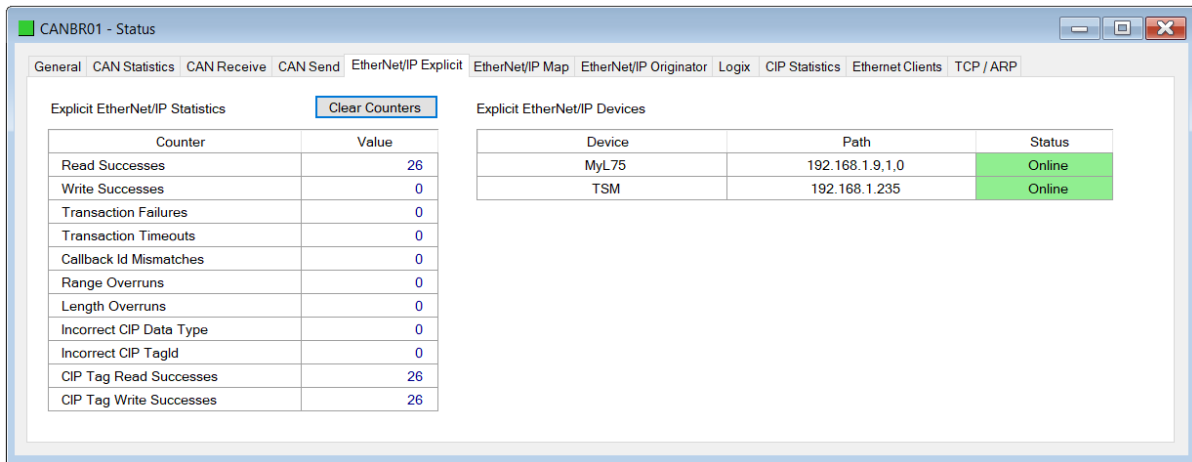 CANBR01 - Status
General CAN Statistics CAN Receive CAN Send EtherNet/IP Explicit EtherNet/IP Map EtherNet/IP Originator Logix CIP Statistics Ethernet Clients TCP / ARP
Explicit EtherNet/IP Statistics Clear Counters
Counter Value
Read Successes 26
Write Successes 0
Transaction Failures 0
Transaction Timeouts 0
Callback Id Mismatches 0
Range Overruns 0
Length Overruns 0
Incorrect CIP Data Type 0
Incorrect CIP TagId 0
CIP Tag Read Successes 26
CIP Tag Write Successes 26
Explicit EtherNet/IP Devices
Device Path Status
MyL75 192.168.1.9,1,0 Online
TSM 192.168.1.235 Online